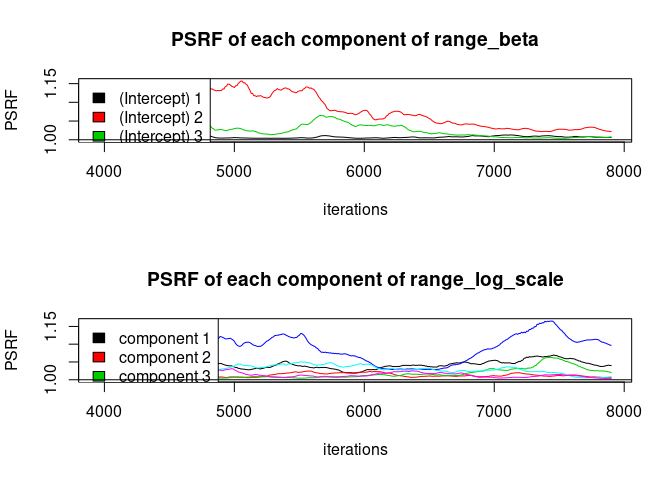 PSRF of each component of range_beta
PSRF
1.15
1.00
(Intercept) 1
(Intercept) 2
(Intercept) 3
4000 5000 6000 7000 8000
iterations
PSRF of each component of range_log_scale
PSRF
1.15
1.00
component 1
component 2
component 3
4000 5000 6000 7000 8000
iterations